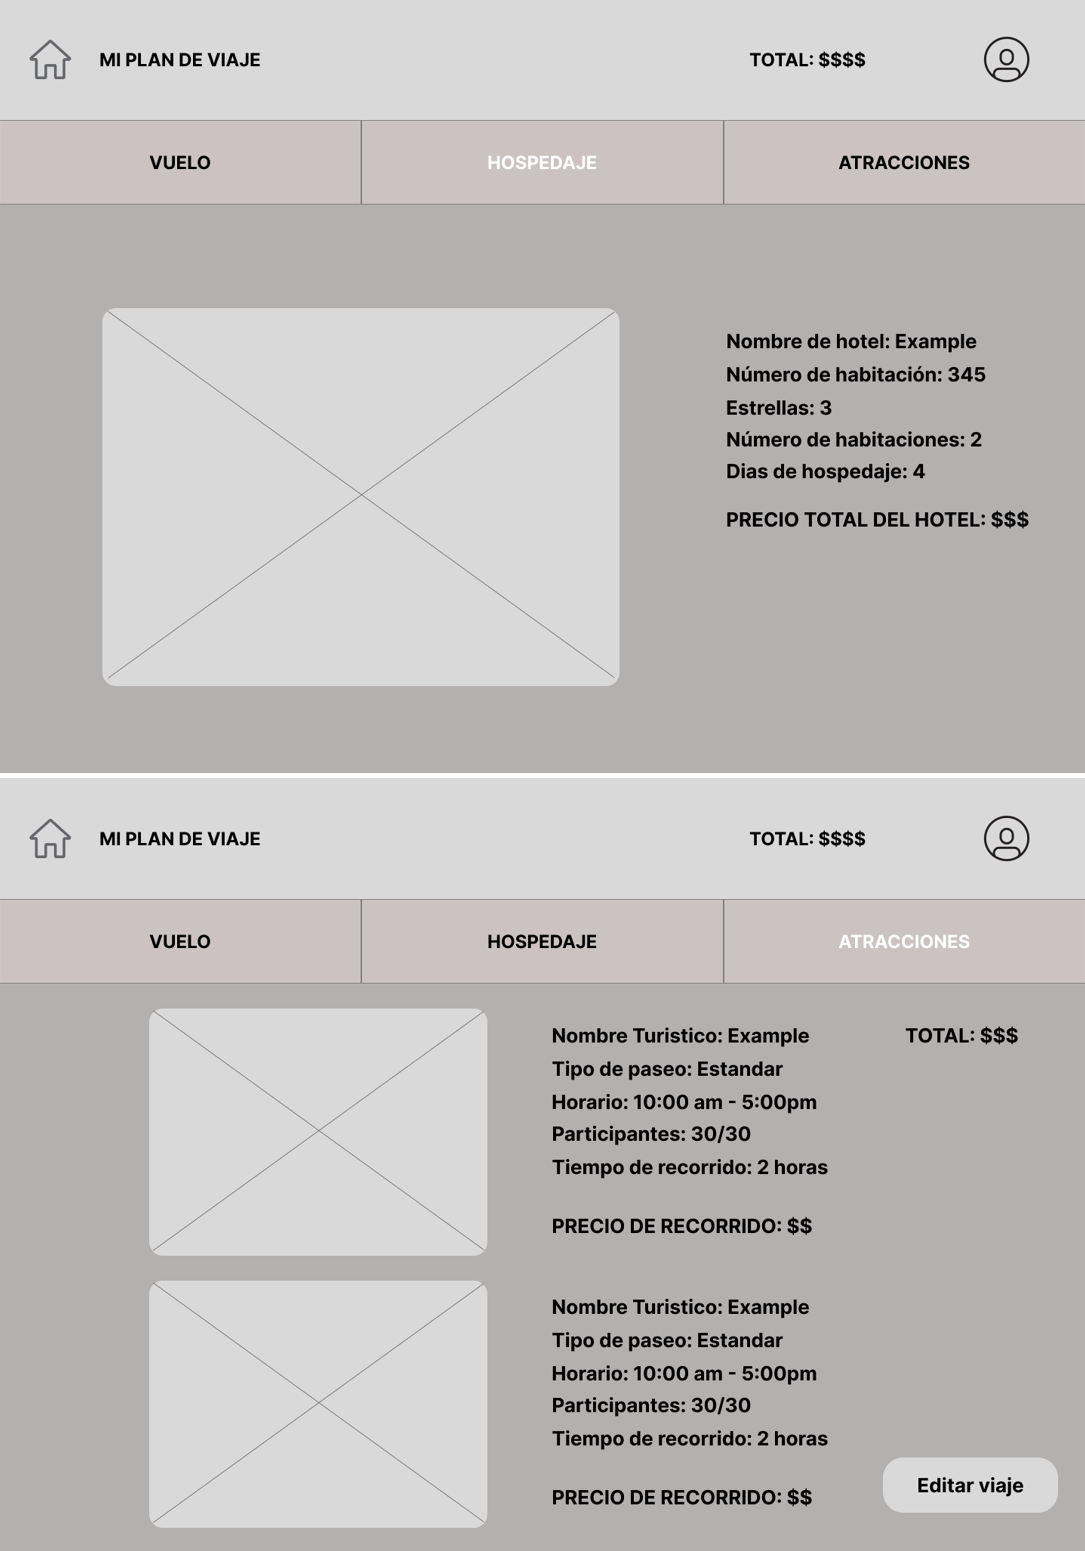 MI PLAN DE VIAJE
TOTAL: $$$$
VUELO
HOSPEDAJE
ATRACCIONES
Nombre de hotel: Example
Número de habitación: 345
Estrellas: 3
Número de habitaciones: 2
Dias de hospedaje: 4
PRECIO TOTAL DEL HOTEL: $$$
MI PLAN DE VIAJE
TOTAL: $$$$
VUELO
HOSPEDAJE
ATRACCIONES
Nombre Turistico: Example
TOTAL: $$$
Tipo de paseo: Estandar
Horario: 10:00 am - 5:00pm
Participantes: 30/30
Tiempo de recorrido: 2 horas
PRECIO DE RECORRIDO: $$
Nombre Turistico: Example
Tipo de paseo: Estandar
Horario: 10:00 am - 5:00pm
Participantes: 30/30
Tiempo de recorrido: 2 horas
PRECIO DE RECORRIDO: $$
Editar viaje